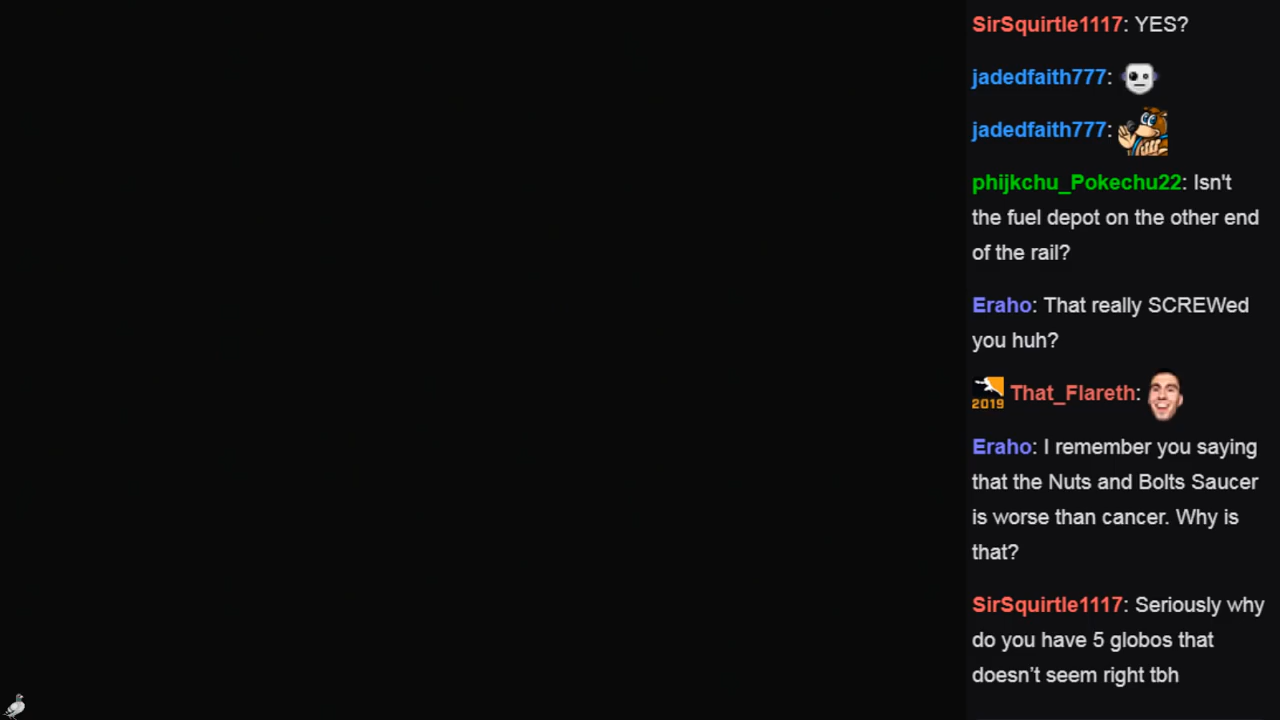 SirSquirtle1117: YES?
jadedfaith777:
jadedfaith777:
phijkchu_Pokechu22: Isn't
the fuel depot on the other end
of the rail?
Eraho: That really SCREWed
you huh?
2019 That_Flareth:
Eraho: I remember you saying
that the Nuts and Bolts Saucer
is worse than cancer. Why is
that?
SirSquirtle1117: Seriously why
do you have 5 globos that
doesn’t seem right tbh